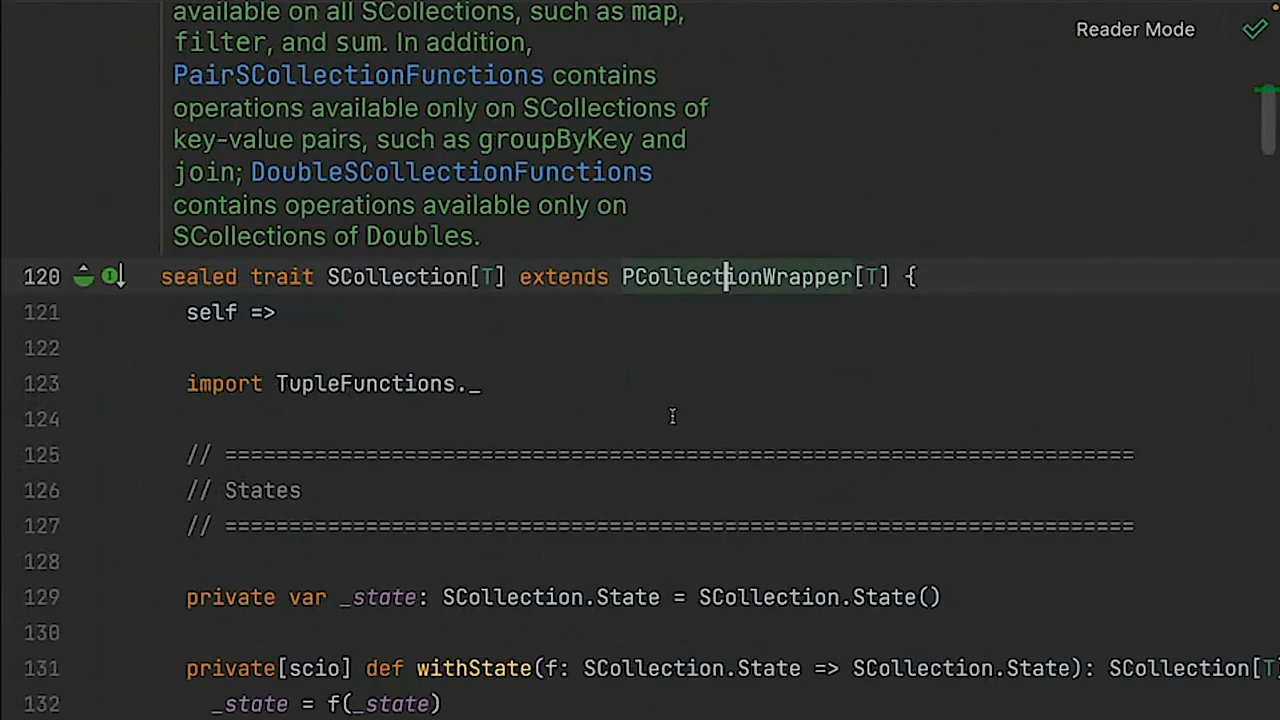 available on all SCollections, such as map,
Reader Mode
filter, and sum. In addition,
PairSCollectionFunctions contains
operations available only on SCollections of
key-value pairs, such as groupByKey and
join; DoubleSCollectionFunctions
contains operations available only on
SCollections of Doubles.
120 sealed trait SCollection[T] extends PCollectionWrapper[T] {
121 self =>
122
123 import TupleFunctions._
124
125 // =======================================================================
126 // States
127 // =======================================================================
128
129 private var _state: SCollection.State = SCollection.State()
130
131 private[scio] def withState(f: SCollection.State => SCollection.State): SCollection[T]
132 _state = f(_state)